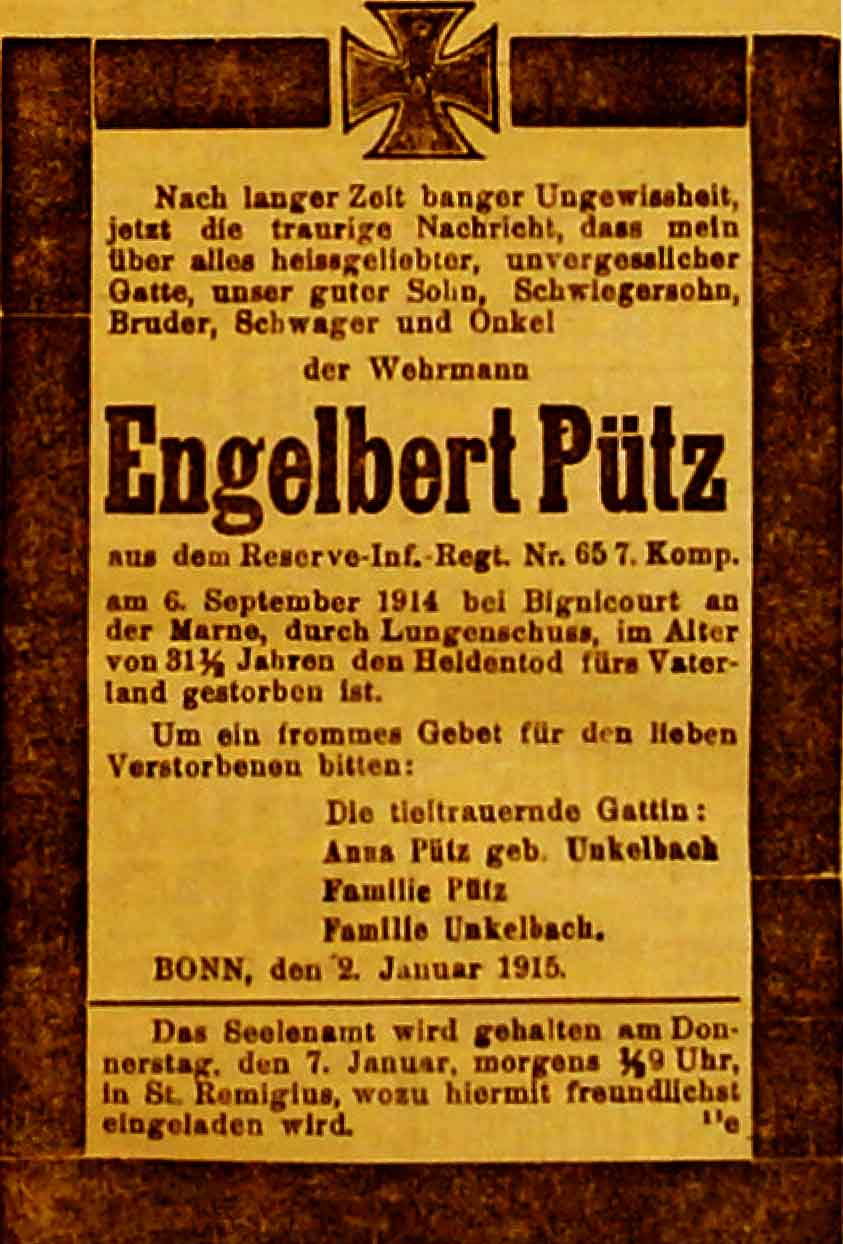 Nach langer Zeit banger Ungewissheit,
jetzt die traurige Nachricht, dass mein
über alles heissgeliebter, unvergesslicher
Gatte, unser guter Sohn, Schwiegersohn,
Bruder, Schwager und Onkel
der Wehrmann
Engelbert Pütz
aus dem Reserve-Inf.-Regt. Nr. 65 7. Komp.
am 6. September 1914 bei Bignicourt an
der Marne, durch Lungenschuss, im Alter
von 31½ Jahren den Heldentod fürs Vater-
land gestorben ist.
Um ein frommes Gebet für den lieben
Verstorbenen bitten:
Die tieftrauernde Gattin:
Anna Pütz geb. Unkelbach
Familie Pütz
Familie Unkelbach.
BONN, den 2. Januar 1915.
Das Seelenamt wird gehalten am Don-
nerstag, den 7. Januar, morgens ½9 Uhr,
in St. Remigius, wozu hiermit freundlichst
eingeladen wird. 11e